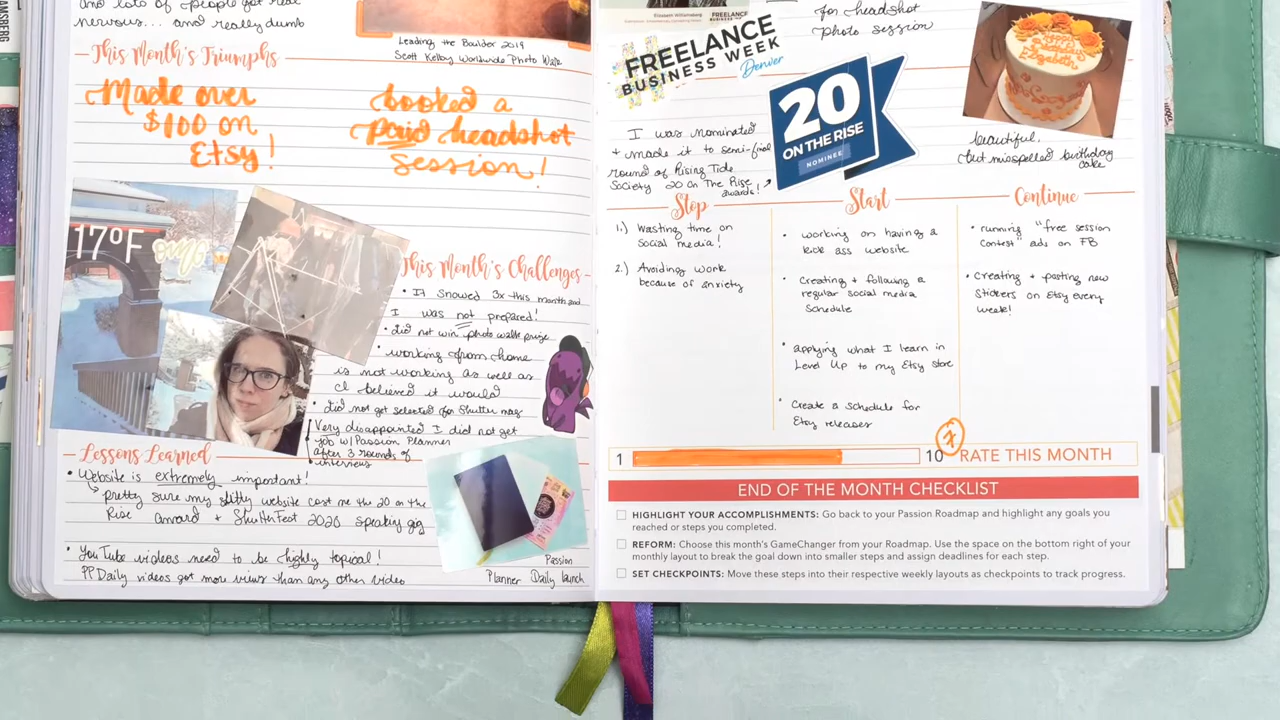 and lots of people got real
nervous... and really dumb
Leading the Boulder 2019
Scott Kelby Worldwide Photo Walk
This Month's Triumphs
Made over
$100 on
Etsy!
booked a
paid headshot
session!
17°F
This Month's Challenges
• It snowed 3x this month and
I was not prepared!
• did not win photo walk prize
• working from home
is not working as well as
I believed it would
• did not get selected for Shutter mag
Very disappointed I did not get
job w/ Passion Planner
after 3 rounds of
interviews
Lessons Learned
• Website is extremely important!
pretty sure my shitty website cost me the 20 on the
Rise award + ShutterFest 2020 speaking gig
• YouTube videos need to be highly topical!
PP Daily videos got more views than any other video
Passion
Planner Daily launch
Elizabeth Williamsberg
FREELANCE
BUSINESS
#FREELANCE
BUSINESS WEEK
Denver
for headshot
photo session
20
ON THE RISE
NOMINEE
I was nominated
+ made it to semi-final
round of Rising Tide
Society 20 On The Rise
awards!
Happy
Birthday
Elizabeth
beautiful,
but misspelled birthday
cake
Stop
1.) Wasting time on
social media!
2.) Avoiding work
because of anxiety
Start
• working on having a
kick ass website
• Creating + following a
regular social media
schedule
• applying what I learn in
Level Up to my Etsy store
• Create a schedule for
Etsy releases
Continue
• running "free session
contest" ads on FB
• Creating + posting new
stickers on Etsy every
week!
7
1 10 RATE THIS MONTH
END OF THE MONTH CHECKLIST
HIGHLIGHT YOUR ACCOMPLISHMENTS: Go back to your Passion Roadmap and highlight any goals you
reached or steps you completed.
REFORM: Choose this month's GameChanger from your Roadmap. Use the space on the bottom right of your
monthly layout to break the goal down into smaller steps and assign deadlines for each step.
SET CHECKPOINTS: Move these steps into their respective weekly layouts as checkpoints to track progress.